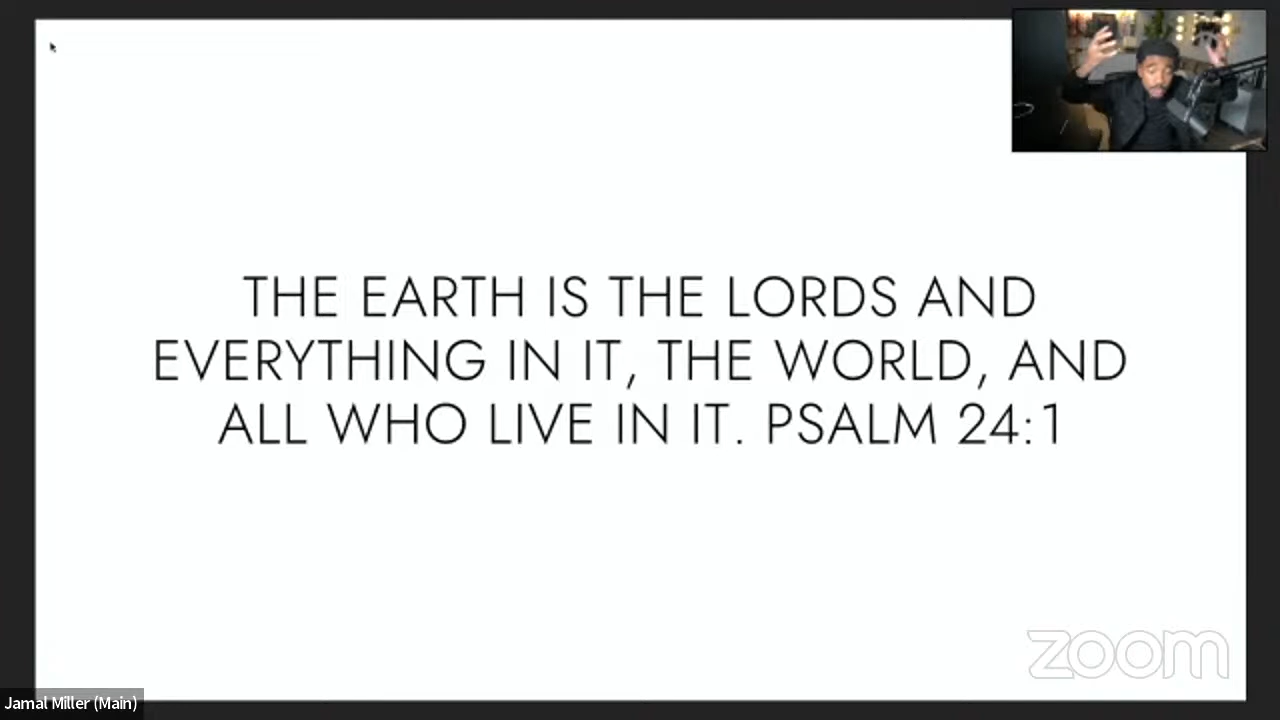 THE EARTH IS THE LORDS AND
EVERYTHING IN IT, THE WORLD, AND
ALL WHO LIVE IN IT. PSALM 24:1
zoom
Jamal Miller (Main)